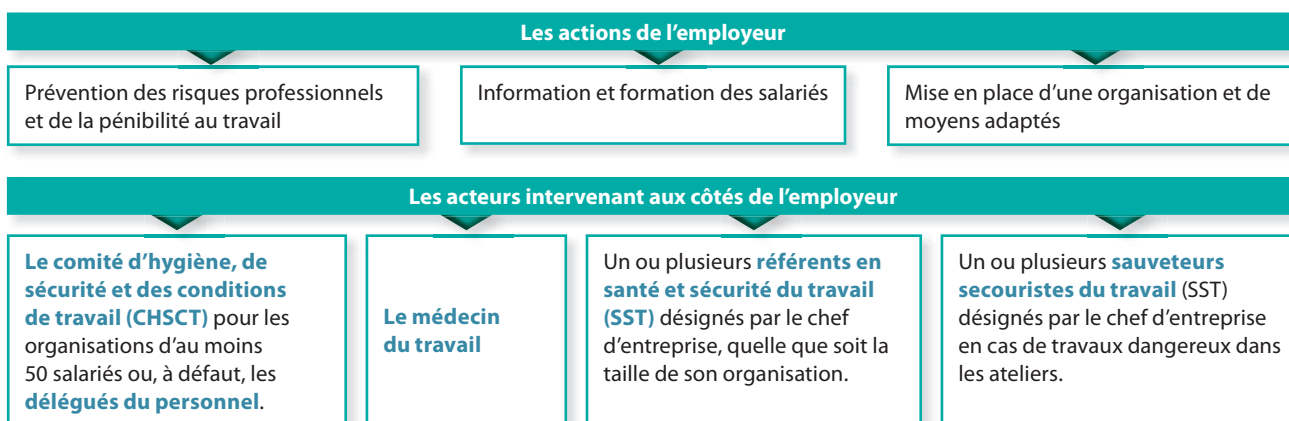 Les actions de l'employeur
Prévention des risques professionnels
et de la pénibilité au travail
Information et formation des salariés
Mise en place d'une organisation et de
moyens adaptés
Les acteurs intervenant aux côtés de l'employeur
Le comité d'hygiène, de
sécurité et des conditions
de travail (CHSCT) pour les
organisations d'au moins
50 salariés ou, à défaut, les
délégués du personnel.
Le médecin
du travail
Un ou plusieurs référents en
santé et sécurité du travail
(SST) désignés par le chef
d'entreprise, quelle que soit la
taille de son organisation.
Un ou plusieurs sauveteurs
secouristes du travail (SST)
désignés par le chef d'entreprise
en cas de travaux dangereux dans
les ateliers.